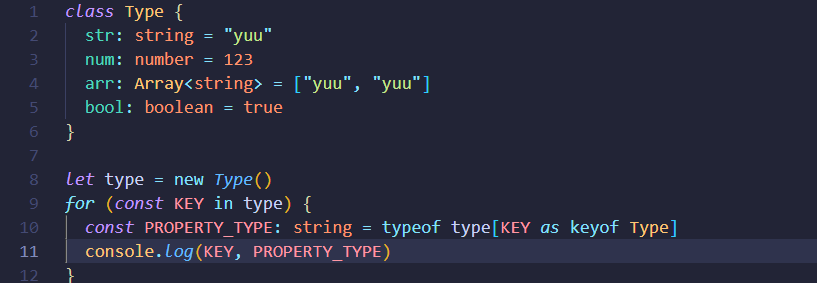 1 class Type {
2   str: string = "yuu"
3   num: number = 123
4   arr: Array<string> = ["yuu", "yuu"]
5   bool: boolean = true
6 }
7
8 let type = new Type()
9 for (const KEY in type) {
10   const PROPERTY_TYPE: string = typeof type[KEY as keyof Type]
11   console.log(KEY, PROPERTY_TYPE)
12 }